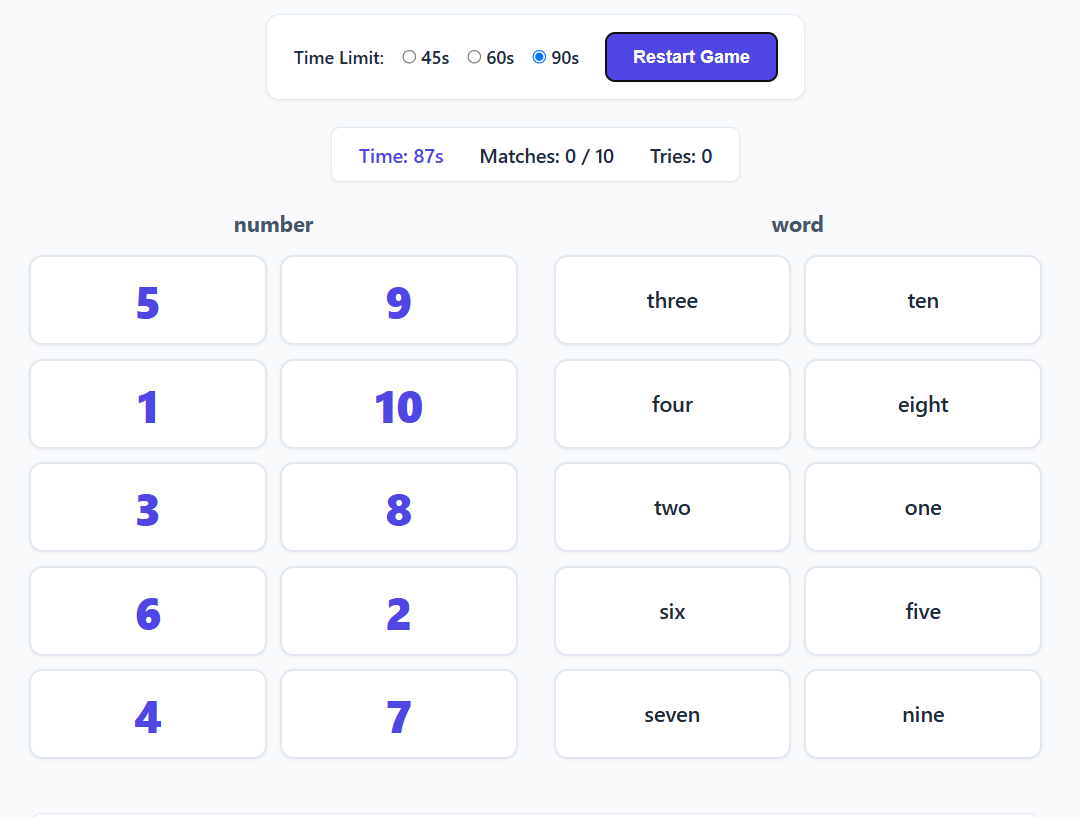 Time Limit: 45s 60s 90s Restart Game
Time: 87s Matches: 0 / 10 Tries: 0
number word
5 9 three ten
1 10 four eight
3 8 two one
6 2 six five
4 7 seven nine